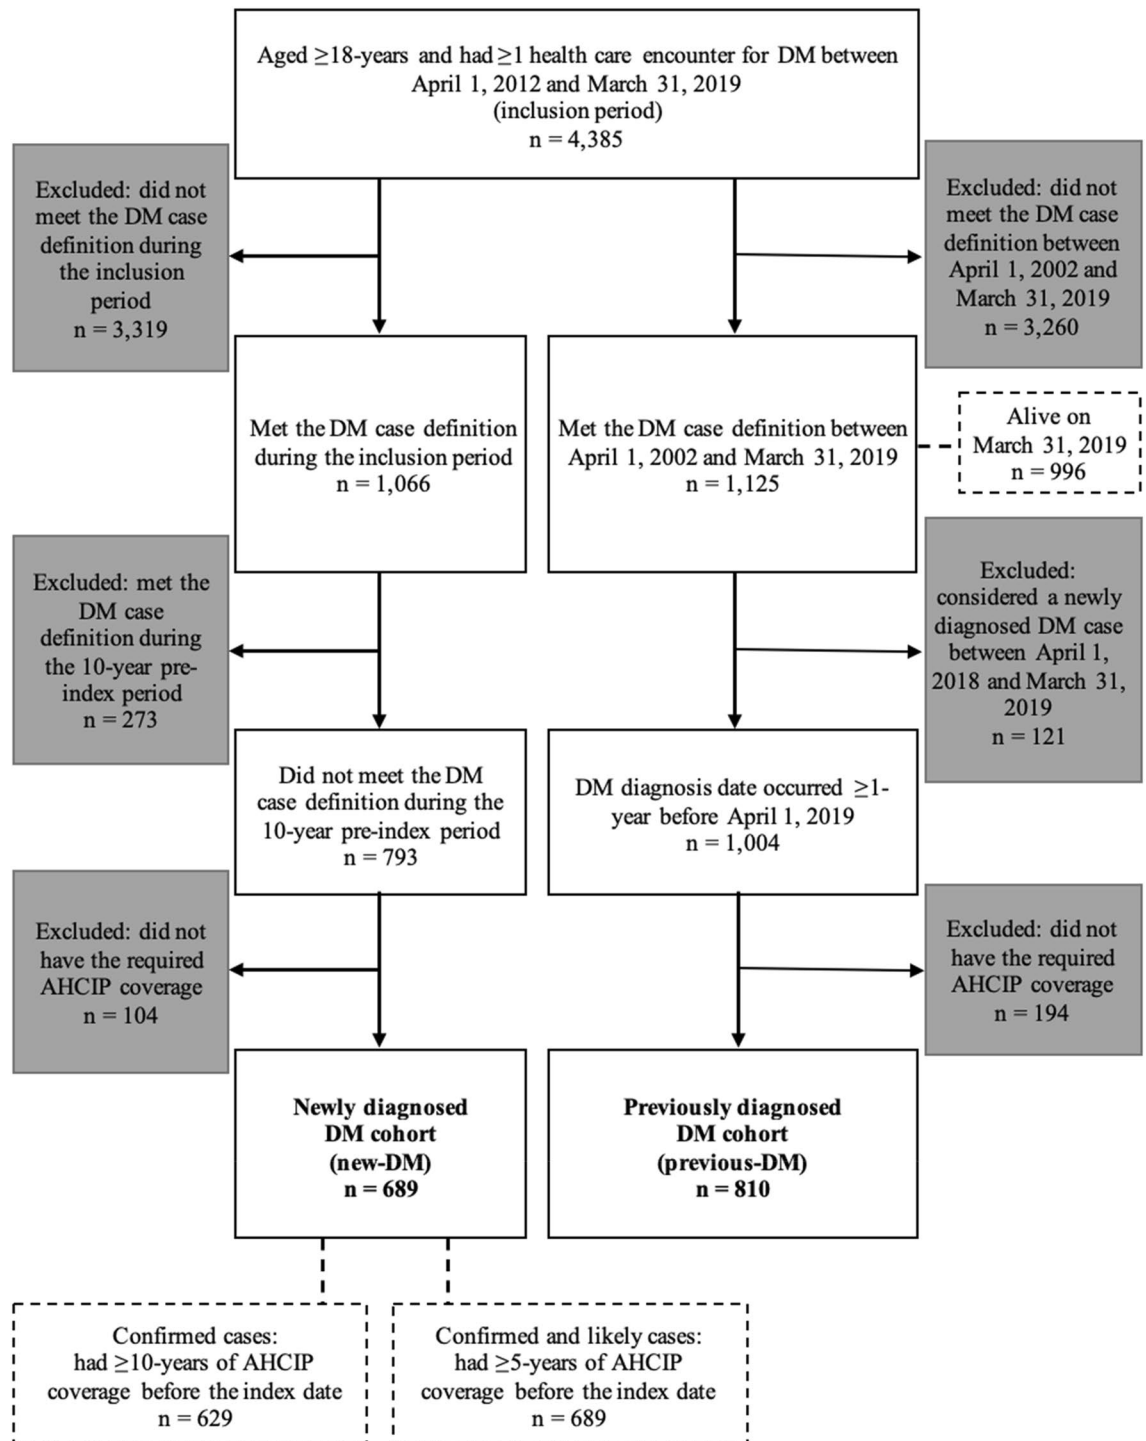 Aged ≥18-years and had ≥1 health care encounter for DM between
April 1, 2012 and March 31, 2019
(inclusion period)
n = 4,385
Excluded: did not
meet the DM case
definition during
the inclusion
period
n = 3,319
Excluded: did not
meet the DM case
definition between
April 1, 2002 and
March 31, 2019
n = 3,260
Met the DM case definition
during the inclusion period
n = 1,066
Met the DM case definition between
April 1, 2002 and March 31, 2019
n = 1,125
Alive on
March 31, 2019
n = 996
Excluded: met the
DM case
definition during
the 10-year pre-
index period
n = 273
Excluded:
considered a newly
diagnosed DM case
between April 1,
2018 and March 31,
2019
n = 121
Did not meet the DM
case definition during the
10-year pre-index period
n = 793
DM diagnosis date occurred ≥1-
year before April 1, 2019
n = 1,004
Excluded: did not
have the required
AHCIP coverage
n = 104
Excluded: did not
have the required
AHCIP coverage
n = 194
Newly diagnosed
DM cohort
(new-DM)
n = 689
Previously diagnosed
DM cohort
(previous-DM)
n = 810
Confirmed cases:
had ≥10-years of AHCIP
coverage before the index date
n = 629
Confirmed and likely cases:
had ≥5-years of AHCIP
coverage before the index date
n = 689